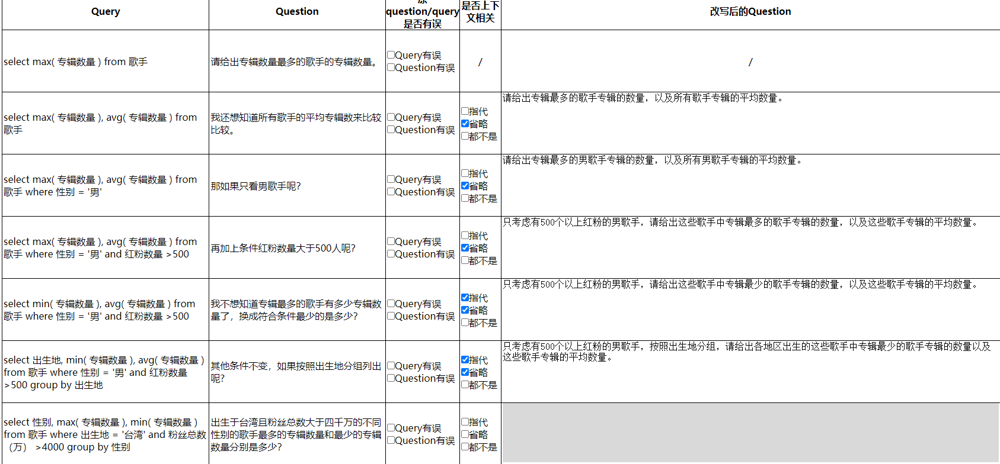 Query
Question
原
question/query
是否有误
是否上下
文相关
改写后的Question
select max( 专辑数量 ) from 歌手
请给出专辑数量最多的歌手的专辑数量。
Query有误
Question有误
/
/
select max( 专辑数量 ), avg( 专辑数量 ) from
歌手
我还想知道所有歌手的平均专辑数来比较
比较。
Query有误
Question有误
指代
省略
都不是
请给出专辑最多的歌手专辑的数量，以及所有歌手专辑的平均数量。
select max( 专辑数量 ), avg( 专辑数量 ) from
歌手 where 性别 = '男'
那如果只看男歌手呢?
Query有误
Question有误
指代
省略
都不是
请给出专辑最多的男歌手专辑的数量，以及所有男歌手专辑的平均数量。
select max( 专辑数量 ), avg( 专辑数量 ) from
歌手 where 性别 = '男' and 红粉数量 >500
再加上条件红粉数量大于500人呢?
Query有误
Question有误
指代
省略
都不是
只考虑有500个以上红粉的男歌手，请给出这些歌手中专辑最多的歌手专辑的数量，以及这些歌手专辑的平均数量。
select min( 专辑数量 ), avg( 专辑数量 ) from
歌手 where 性别 = '男' and 红粉数量 >500
我不想知道专辑最多的歌手有多少专辑数
量了，换成符合条件最少的是多少?
Query有误
Question有误
指代
省略
都不是
只考虑有500个以上红粉的男歌手，请给出这些歌手中专辑最少的歌手专辑的数量，以及这些歌手专辑的平均数量。
select 出生地, min( 专辑数量 ), avg( 专辑数量 )
from 歌手 where 性别 = '男' and 红粉数量
>500 group by 出生地
其他条件不变，如果按照出生地分组列出
呢?
Query有误
Question有误
指代
省略
都不是
只考虑有500个以上红粉的男歌手，按照出生地分组，请给出各地区出生的这些歌手中专辑最少的歌手专辑的数量以及
这些歌手专辑的平均数量。
select 性别, max( 专辑数量 ), min( 专辑数量 )
from 歌手 where 出生地 = '台湾' and 粉丝总数
（万） >4000 group by 性别
出生于台湾且粉丝总数大于四千万的不同
性别的歌手最多的专辑数量和最少的专辑
数量分别是多少?
Query有误
Question有误
指代
省略
都不是